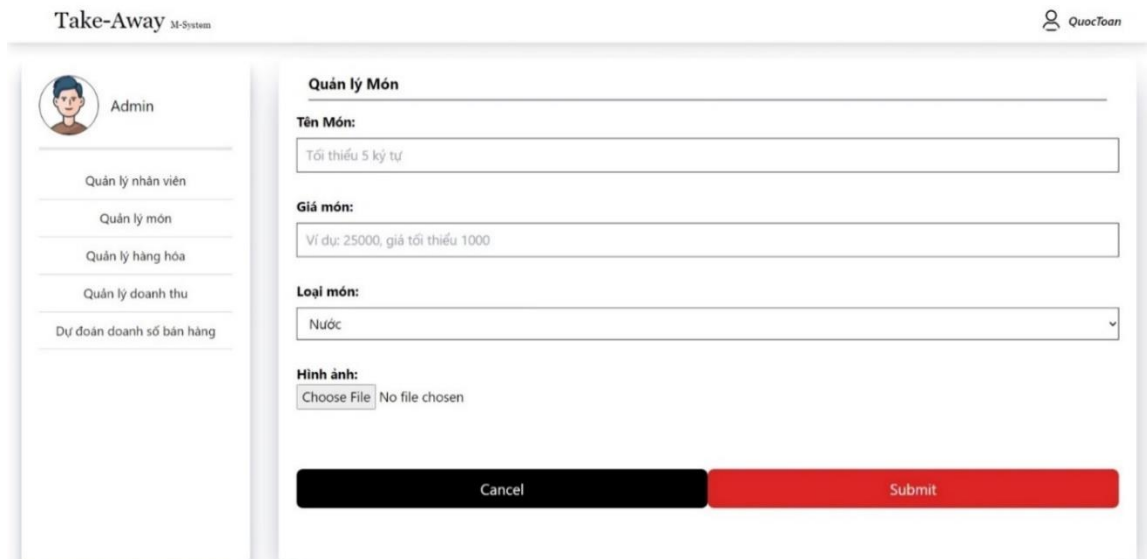 Take-Away M-System
QuocToan
Admin
Quản lý nhân viên
Quản lý món
Quản lý hàng hóa
Quản lý doanh thu
Dự đoán doanh số bán hàng
Quản lý Món
Tên Món:
Tối thiểu 5 ký tự
Giá món:
Ví dụ: 25000, giá tối thiểu 1000
Loại món:
Nước
Hình ảnh:
Choose File No file chosen
Cancel
Submit